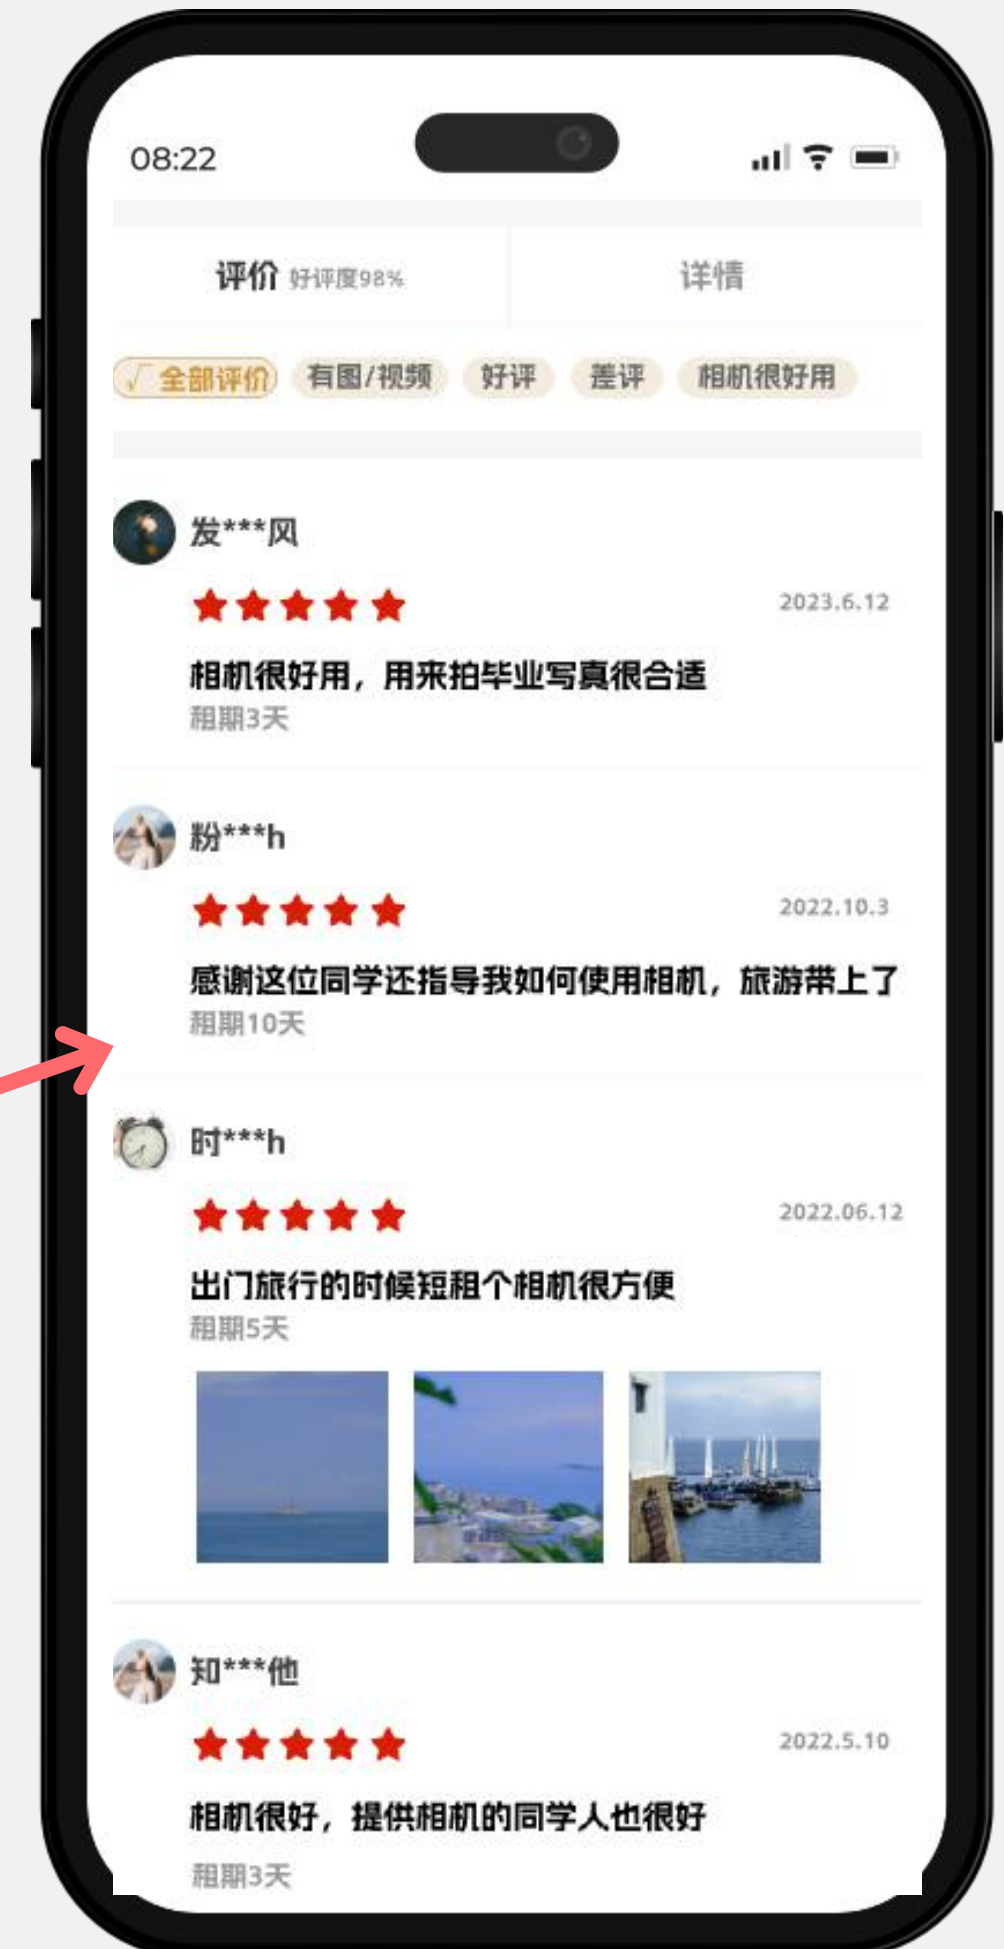 08:22
评价 好评度98%
详情
√ 全部评价 有图/视频 好评 差评 相机很好用
发***风
2023.6.12
相机很好用，用来拍毕业写真很合适
租期3天
粉***h
2022.10.3
感谢这位同学还指导我如何使用相机，旅游带上了
租期10天
时***h
2022.06.12
出门旅行的时候短租个相机很方便
租期5天
知***他
2022.5.10
相机很好，提供相机的同学人也很好
租期3天